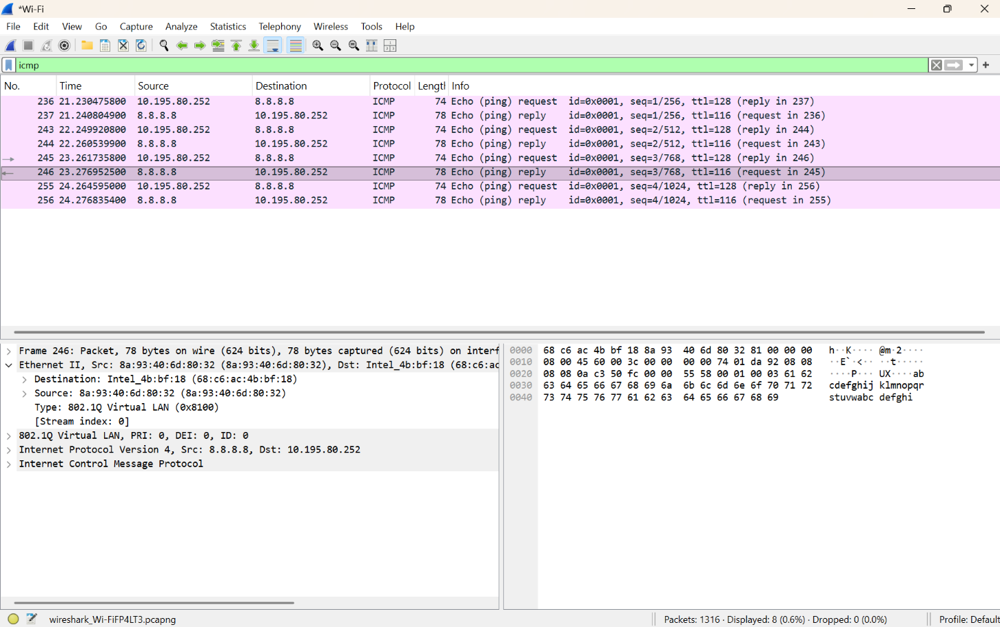 *Wi-Fi
File Edit View Go Capture Analyze Statistics Telephony Wireless Tools Help
icmp
No. Time Source Destination Protocol Length Info
236 21.230475800 10.195.80.252 8.8.8.8 ICMP 74 Echo (ping) request id=0x0001, seq=1/256, ttl=128 (reply in 237)
237 21.240804900 8.8.8.8 10.195.80.252 ICMP 78 Echo (ping) reply id=0x0001, seq=1/256, ttl=116 (request in 236)
243 22.249920800 10.195.80.252 8.8.8.8 ICMP 74 Echo (ping) request id=0x0001, seq=2/512, ttl=128 (reply in 244)
244 22.260539900 8.8.8.8 10.195.80.252 ICMP 78 Echo (ping) reply id=0x0001, seq=2/512, ttl=116 (request in 243)
245 23.261735800 10.195.80.252 8.8.8.8 ICMP 74 Echo (ping) request id=0x0001, seq=3/768, ttl=128 (reply in 246)
246 23.276952500 8.8.8.8 10.195.80.252 ICMP 78 Echo (ping) reply id=0x0001, seq=3/768, ttl=116 (request in 245)
255 24.264595000 10.195.80.252 8.8.8.8 ICMP 74 Echo (ping) request id=0x0001, seq=4/1024, ttl=128 (reply in 256)
256 24.276835400 8.8.8.8 10.195.80.252 ICMP 78 Echo (ping) reply id=0x0001, seq=4/1024, ttl=116 (request in 255)
Frame 246: Packet, 78 bytes on wire (624 bits), 78 bytes captured (624 bits) on interf
Ethernet II, Src: 8a:93:40:6d:80:32 (8a:93:40:6d:80:32), Dst: Intel_4b:bf:18 (68:c6:ac
Destination: Intel_4b:bf:18 (68:c6:ac:4b:bf:18)
Source: 8a:93:40:6d:80:32 (8a:93:40:6d:80:32)
Type: 802.1Q Virtual LAN (0x8100)
[Stream index: 0]
802.1Q Virtual LAN, PRI: 0, DEI: 0, ID: 0
Internet Protocol Version 4, Src: 8.8.8.8, Dst: 10.195.80.252
Internet Control Message Protocol
0000 68 c6 ac 4b bf 18 8a 93 40 6d 80 32 81 00 00 00 h··K···· @m·2····
0010 08 00 45 60 00 3c 00 00 00 00 74 01 da 92 08 08 ··E`·<·· ··t·····
0020 08 08 0a c3 50 fc 00 00 55 58 00 01 00 03 61 62 ····P··· UX····ab
0030 63 64 65 66 67 68 69 6a 6b 6c 6d 6e 6f 70 71 72 cdefghij klmnopqr
0040 73 74 75 76 77 61 62 63 64 65 66 67 68 69 stuvwabc defghi
wireshark_Wi-FiFP4LT3.pcapng Packets: 1316 · Displayed: 8 (0.6%) · Dropped: 0 (0.0%) Profile: Default